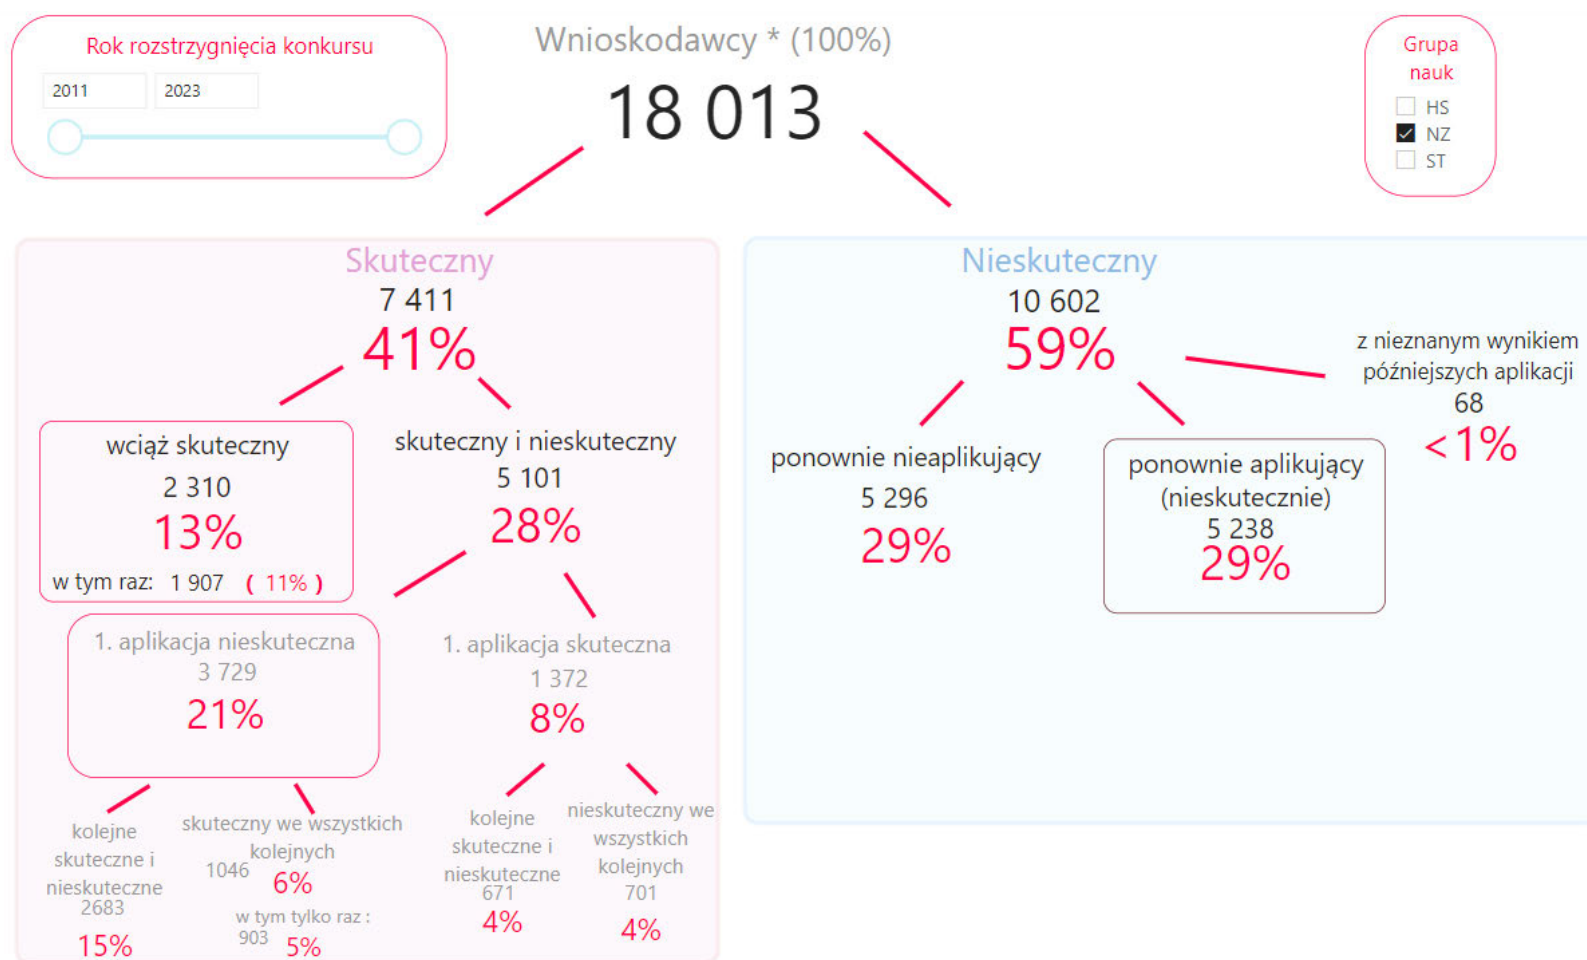 Rok rozstrzygnięcia konkursu
2011 2023
Wnioskodawcy * (100%)
18 013
Grupa
nauk
HS
NZ
ST
Skuteczny
7 411
41%
wciąż skuteczny
2 310
13%
w tym raz: 1 907 ( 11% )
skuteczny i nieskuteczny
5 101
28%
1. aplikacja nieskuteczna
3 729
21%
1. aplikacja skuteczna
1 372
8%
kolejne
skuteczne i
nieskuteczne
2683
15%
skuteczny we wszystkich
kolejnych
1046 6%
w tym tylko raz :
903 5%
kolejne
skuteczne i
nieskuteczne
671
4%
nieskuteczny we
wszystkich
kolejnych
701
4%
Nieskuteczny
10 602
59%
ponownie nieaplikujący
5 296
29%
ponownie aplikujący
(nieskutecznie)
5 238
29%
z nieznanym wynikiem
późniejszych aplikacji
68
<1%